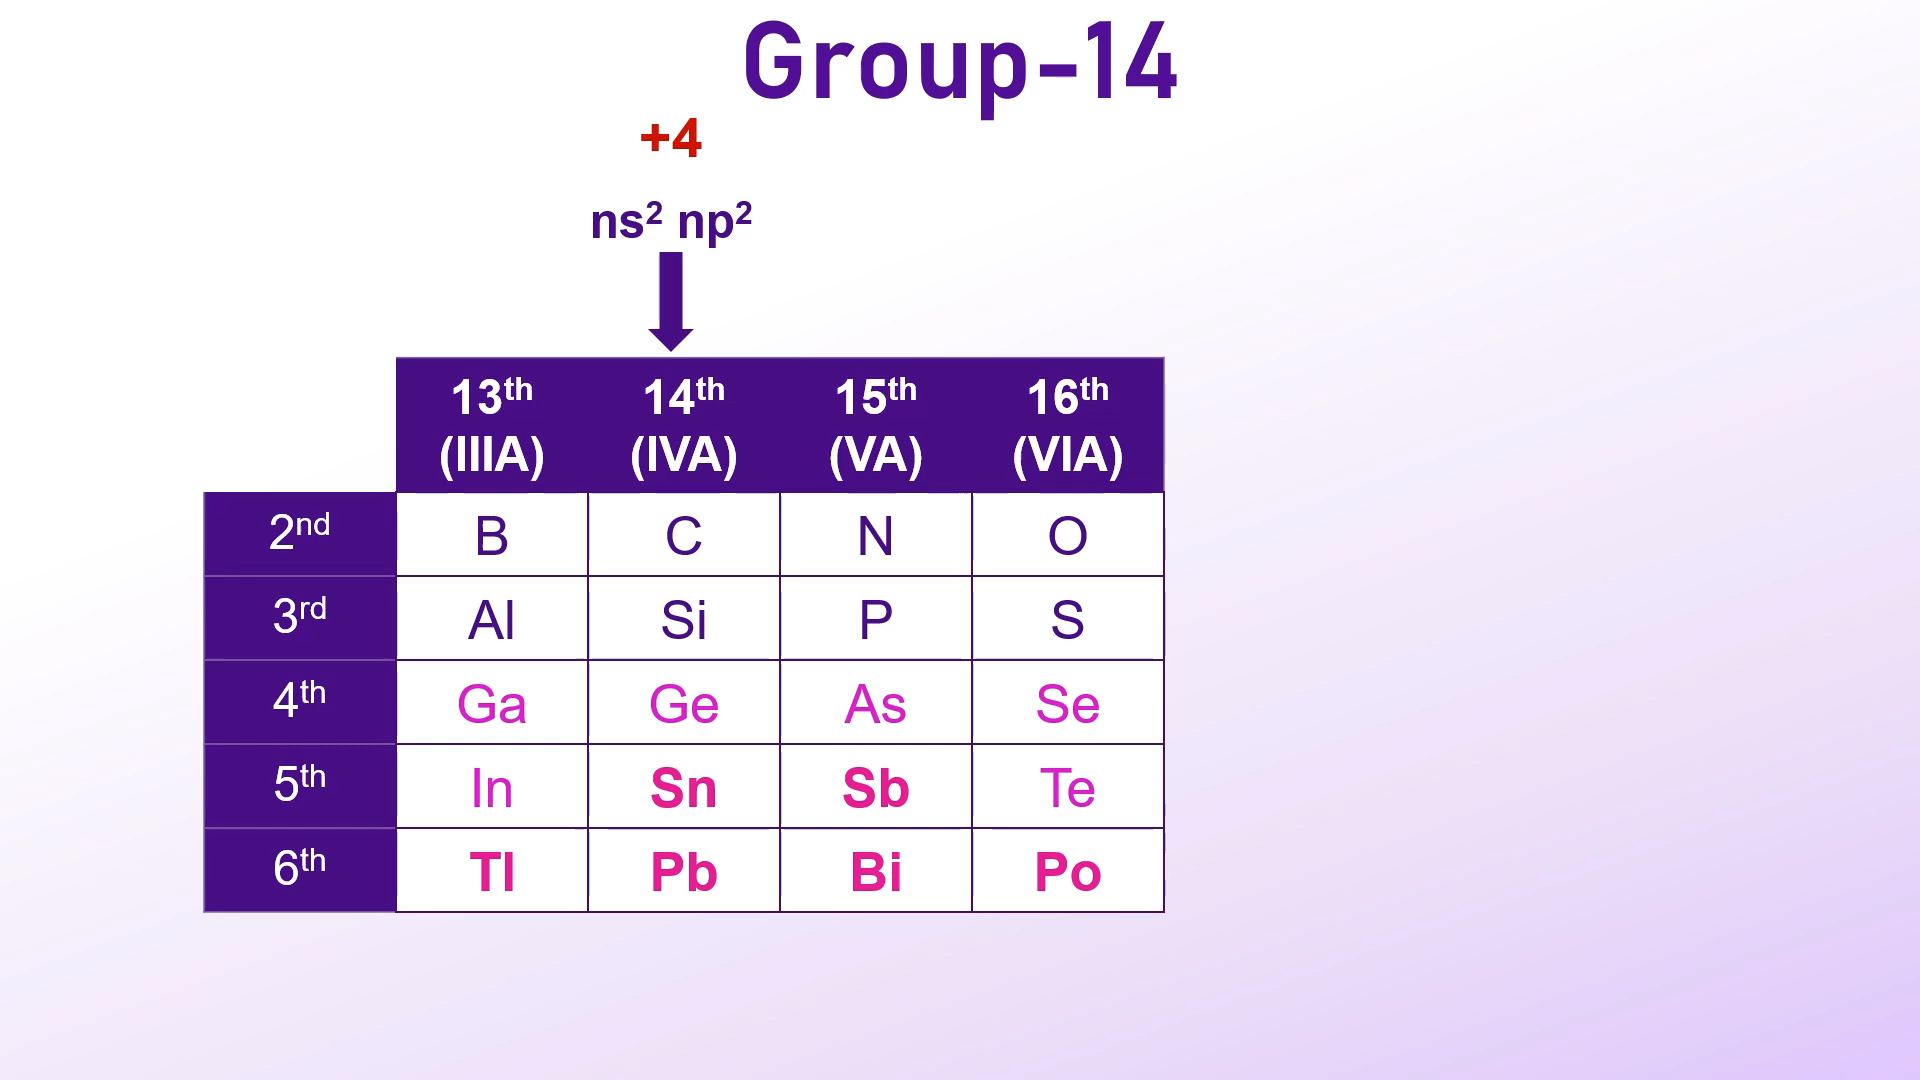 Group-14
+4
ns² np²
13th 14th 15th 16th
(IIIA) (IVA) (VA) (VIA)
2nd B C N O
3rd Al Si P S
4th Ga Ge As Se
5th In Sn Sb Te
6th Tl Pb Bi Po